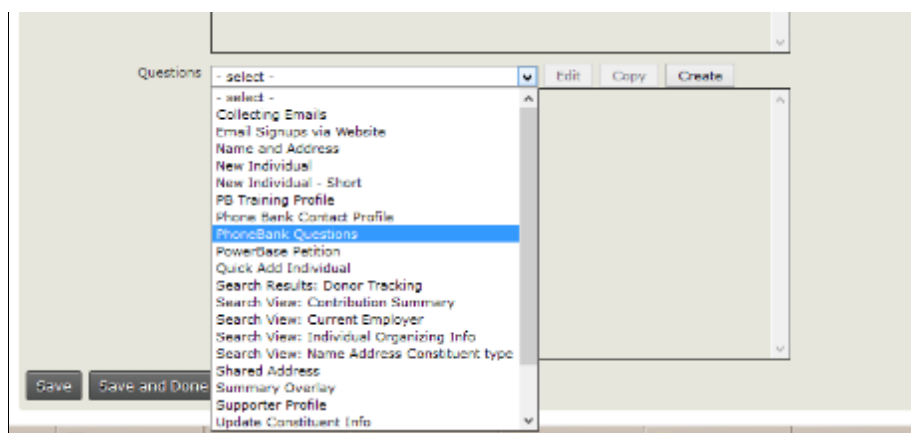 Questions - select - Edit Copy Create
- select -
Collecting Emails
Email Signups via Website
Name and Address
New Individual
New Individual - Short
PB Training Profile
Phone Bank Contact Profile
PhoneBank Questions
PowerBase Petition
Quick Add Individual
Search Results: Donor Tracking
Search View: Contribution Summary
Search View: Current Employer
Search View: Individual Organizing Info
Search View: Name Address Constituent type
Shared Address
Save Save and Done Summary Overlay
Supporter Profile
Update Constituent Info